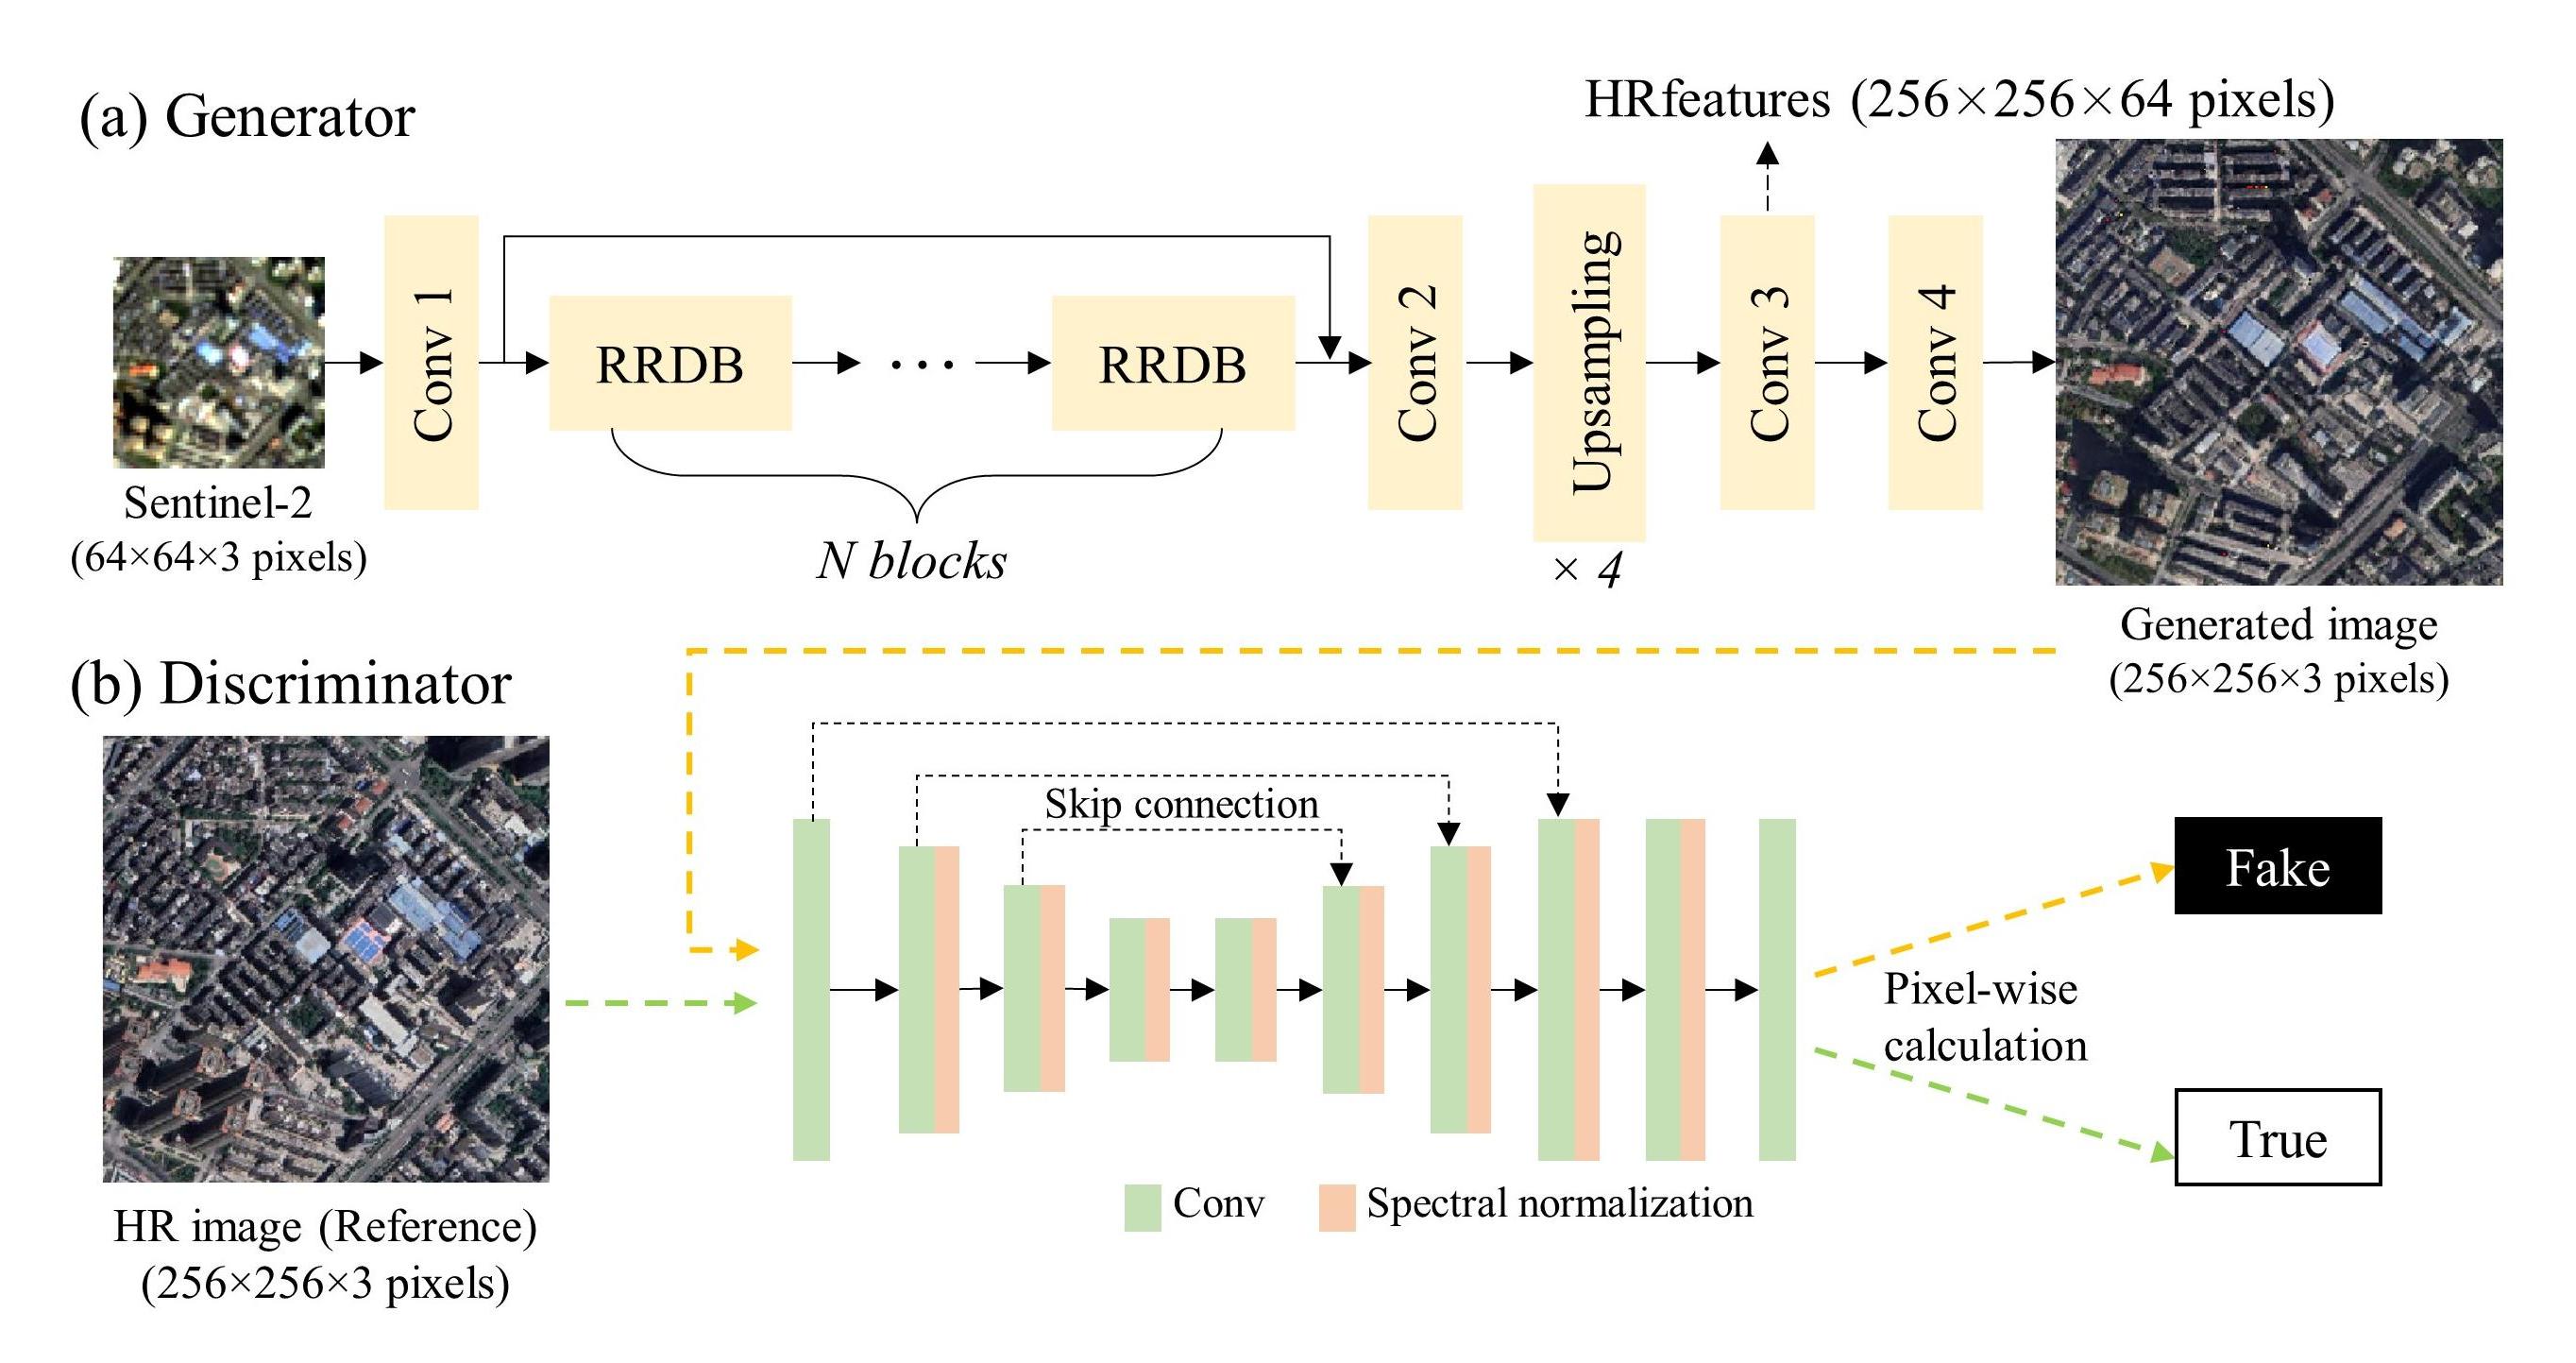 (a) Generator
HRfeatures (256×256×64 pixels)
Sentinel-2
(64×64×3 pixels)
Conv 1
RRDB
...
RRDB
N blocks
Conv 2
Upsampling
× 4
Conv 3
Conv 4
Generated image
(256×256×3 pixels)
(b) Discriminator
HR image (Reference)
(256×256×3 pixels)
Skip connection
Conv
Spectral normalization
Pixel-wise
calculation
Fake
True